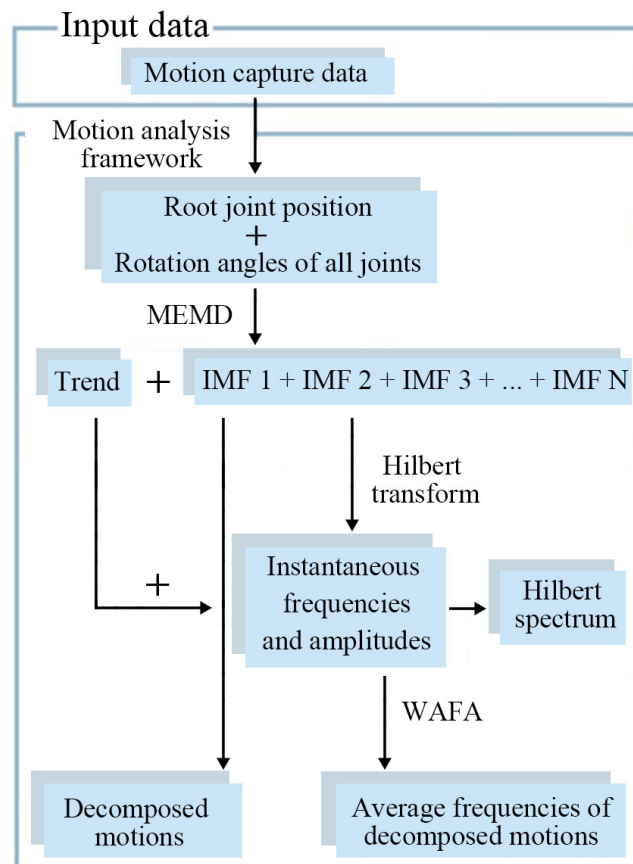 Input data
Motion capture data
Motion analysis
framework
Root joint position
+
Rotation angles of all joints
MEMD
Trend + IMF 1 + IMF 2 + IMF 3 + ... + IMF N
Hilbert
transform
+
Instantaneous
frequencies
and amplitudes
Hilbert
spectrum
WAFA
Decomposed
motions
Average frequencies of
decomposed motions